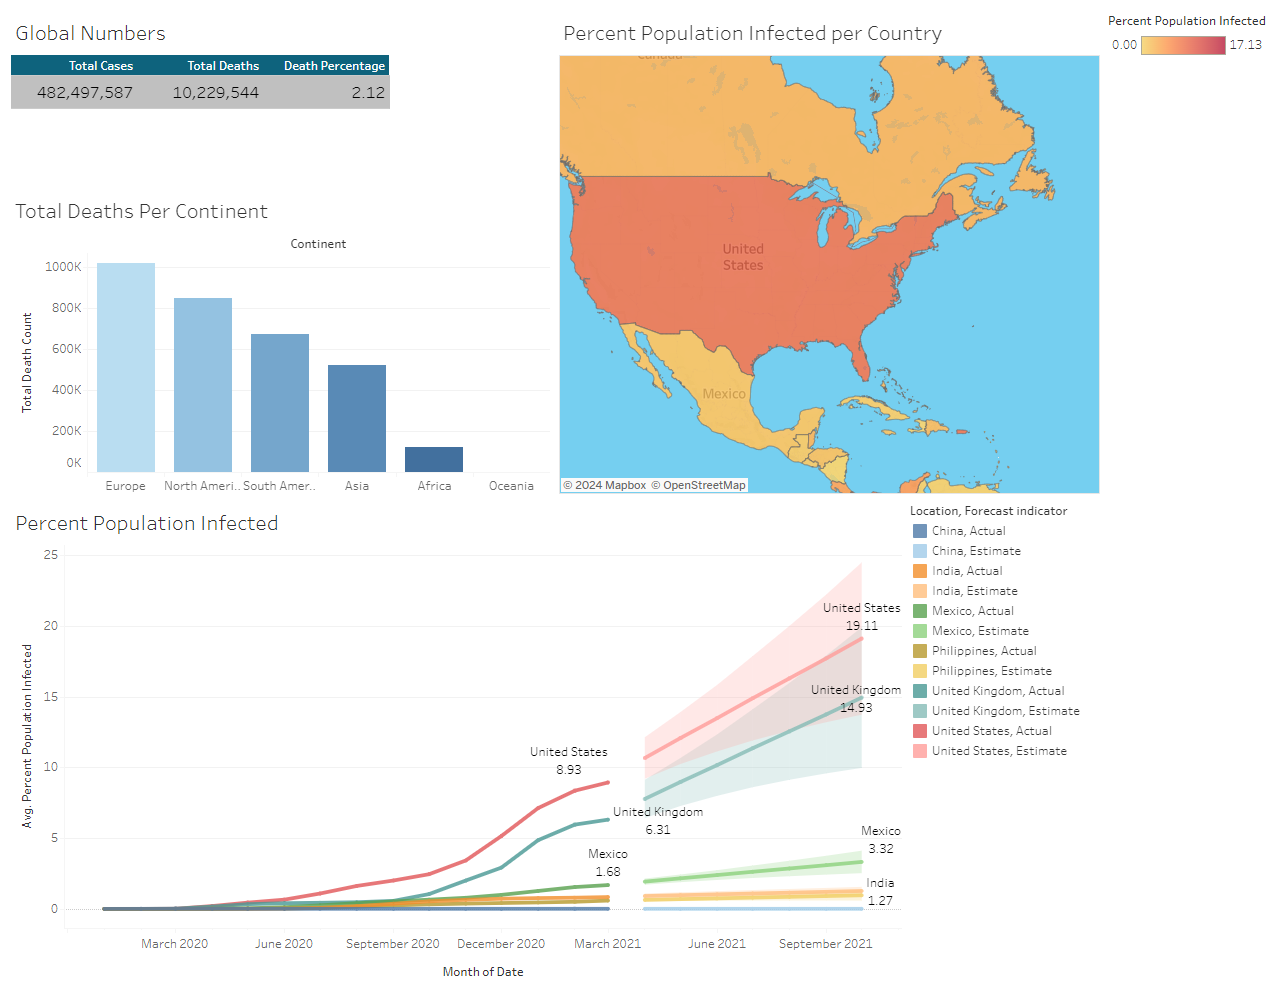 Global Numbers
Total Cases Total Deaths Death Percentage
482,497,587 10,229,544 2.12
Percent Population Infected per Country
Canada
United
States
Mexico
© 2024 Mapbox © OpenStreetMap
Percent Population Infected
0.00 17.13
Total Deaths Per Continent
Continent
Total Death Count
1000K
800K
600K
400K
200K
0K
Europe North Ameri.. South Amer.. Asia Africa Oceania
Percent Population Infected
Avg. Percent Population Infected
25
20
15
10
5
0
United States
19.11
United Kingdom
14.93
United States
8.93
United Kingdom
6.31
Mexico
1.68
Mexico
3.32
India
1.27
March 2020 June 2020 September 2020 December 2020 March 2021 June 2021 September 2021
Month of Date
Location, Forecast indicator
China, Actual
China, Estimate
India, Actual
India, Estimate
Mexico, Actual
Mexico, Estimate
Philippines, Actual
Philippines, Estimate
United Kingdom, Actual
United Kingdom, Estimate
United States, Actual
United States, Estimate